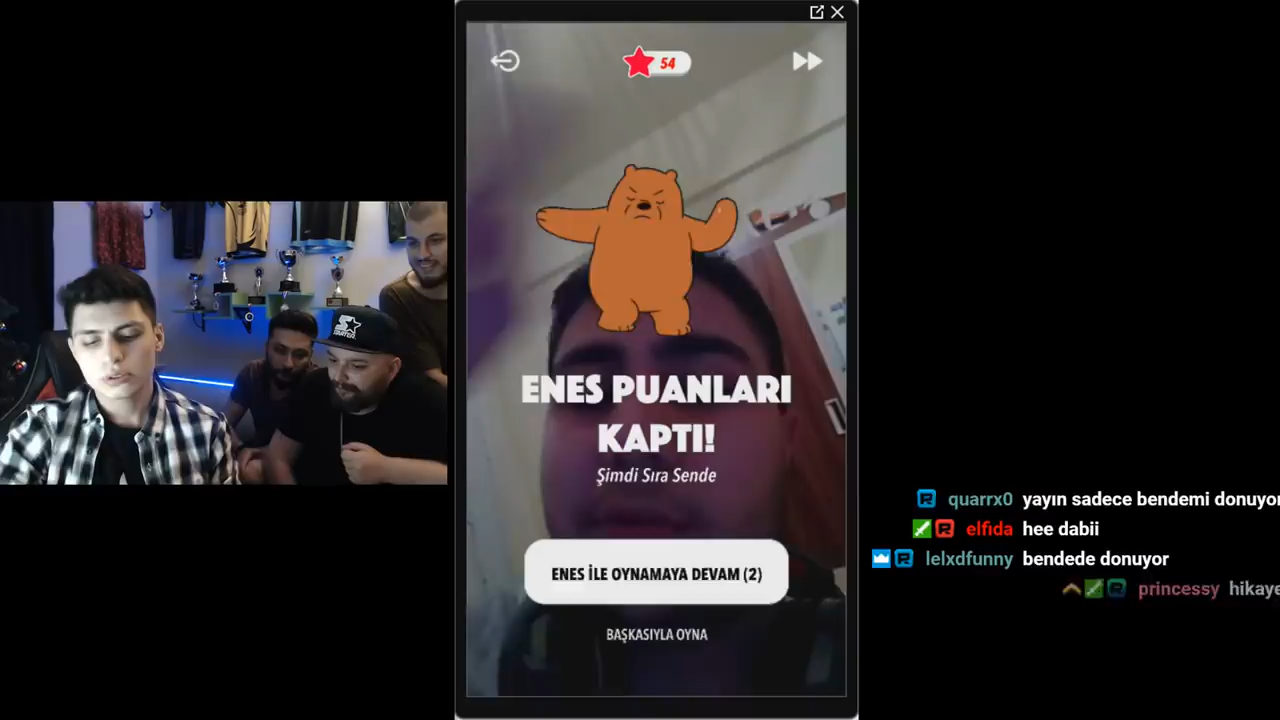 54
ENES PUANLARI
KAPTI!
Şimdi Sıra Sende
ENES İLE OYNAMAYA DEVAM (2)
BAŞKASIYLA OYNA
quarrx0 yayın sadece bendemi donuyor
elfida hee dabii
lelxdfunny bendede donuyor
princessy hikaye